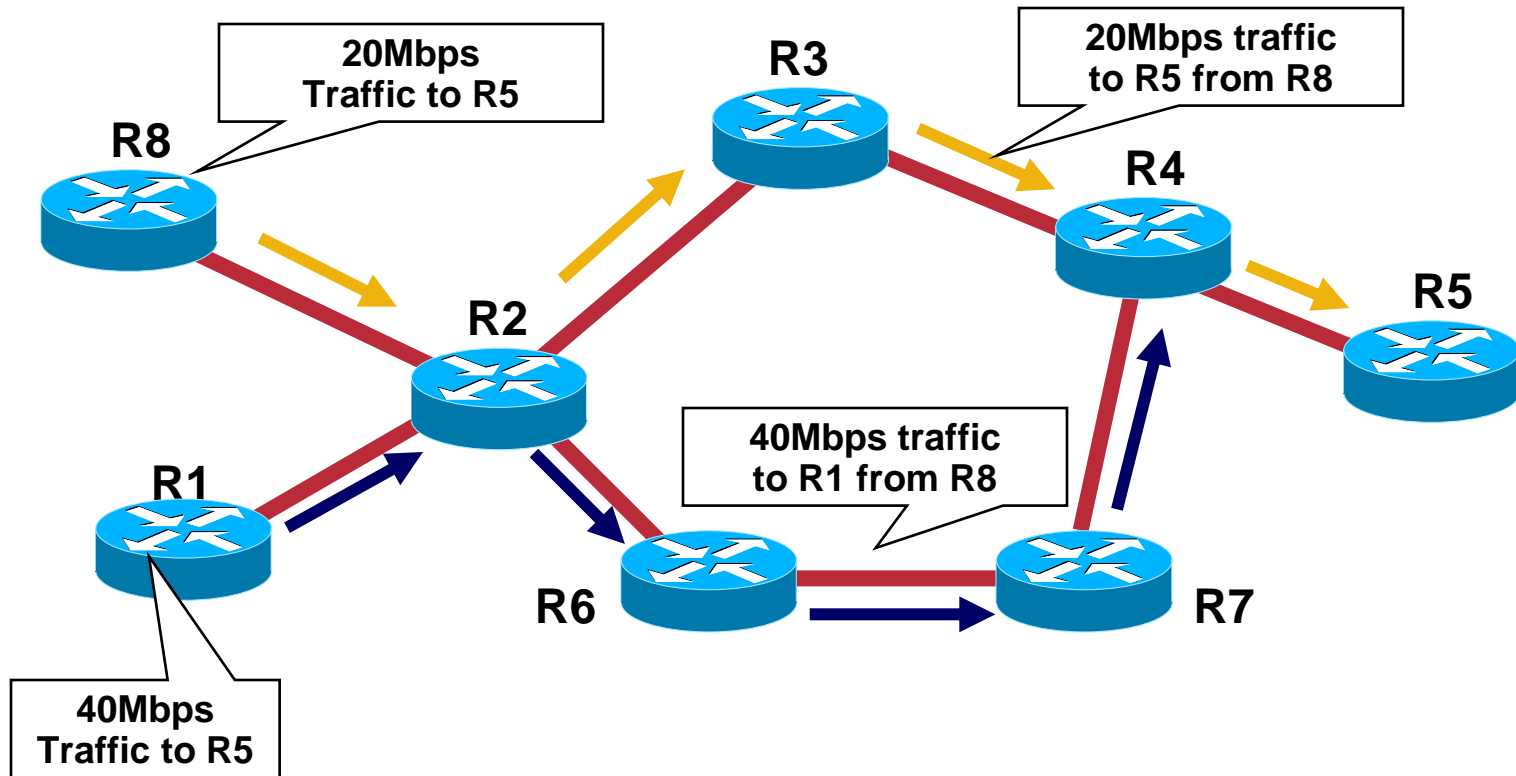 20Mbps
Traffic to R5
R3
20Mbps traffic
to R5 from R8
R8
R4
R2
R5
R1
40Mbps traffic
to R1 from R8
R6
R7
40Mbps
Traffic to R5